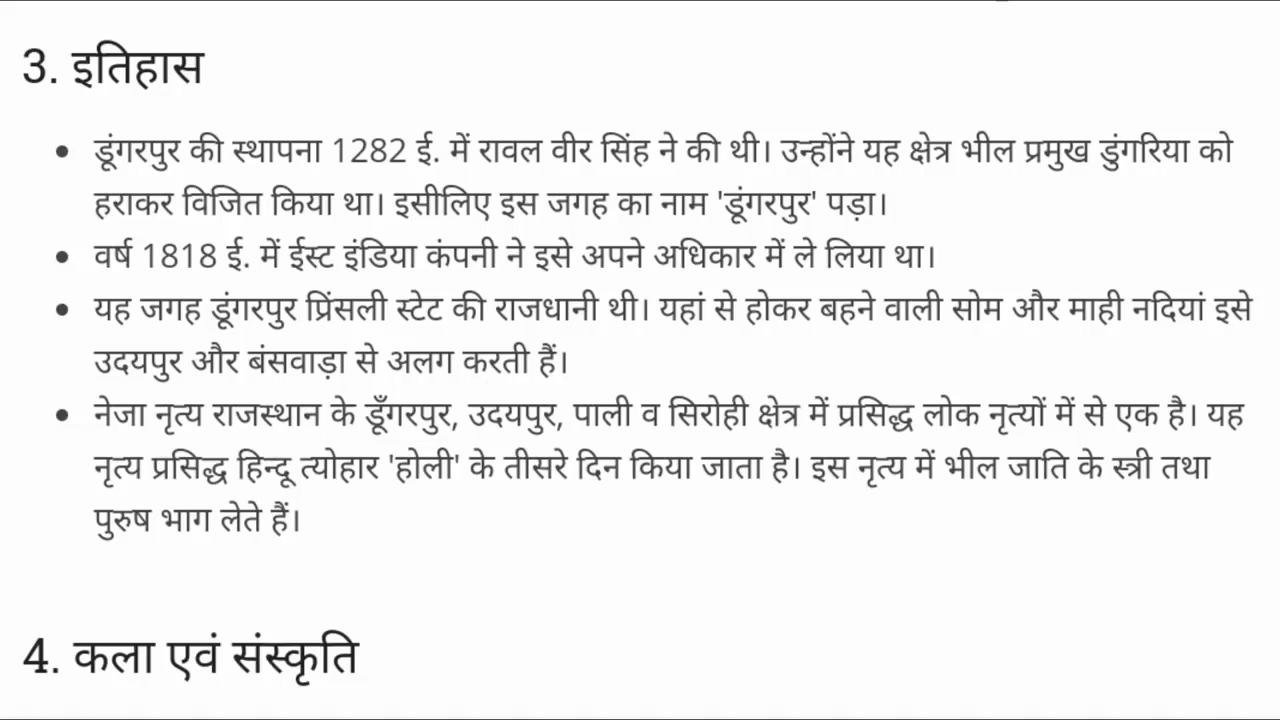 3. इतिहास
डूंगरपुर की स्थापना 1282 ई. में रावल वीर सिंह ने की थी। उन्होंने यह क्षेत्र भील प्रमुख डुंगरिया को
हराकर विजित किया था। इसीलिए इस जगह का नाम 'डूंगरपुर' पड़ा।
वर्ष 1818 ई. में ईस्ट इंडिया कंपनी ने इसे अपने अधिकार में ले लिया था।
यह जगह डूंगरपुर प्रिंसली स्टेट की राजधानी थी। यहां से होकर बहने वाली सोम और माही नदियां इसे
उदयपुर और बंसवाड़ा से अलग करती हैं।
नेजा नृत्य राजस्थान के डूँगरपुर, उदयपुर, पाली व सिरोही क्षेत्र में प्रसिद्ध लोक नृत्यों में से एक है। यह
नृत्य प्रसिद्ध हिन्दू त्योहार 'होली' के तीसरे दिन किया जाता है। इस नृत्य में भील जाति के स्त्री तथा
पुरुष भाग लेते हैं।
4. कला एवं संस्कृति